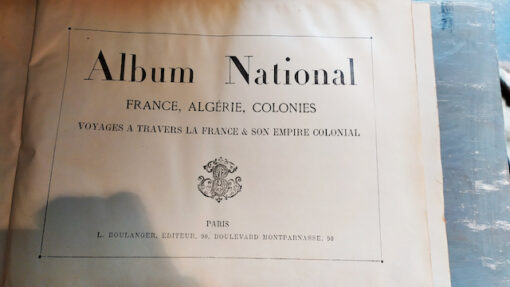 Album National
FRANCE, ALGÉRIE, COLONIES
VOYAGES A TRAVERS LA FRANCE & SON EMPIRE COLONIAL
PARIS
L. BOULANGER, EDITEUR, 90, BOULEVARD MONTPARNASSE, 90